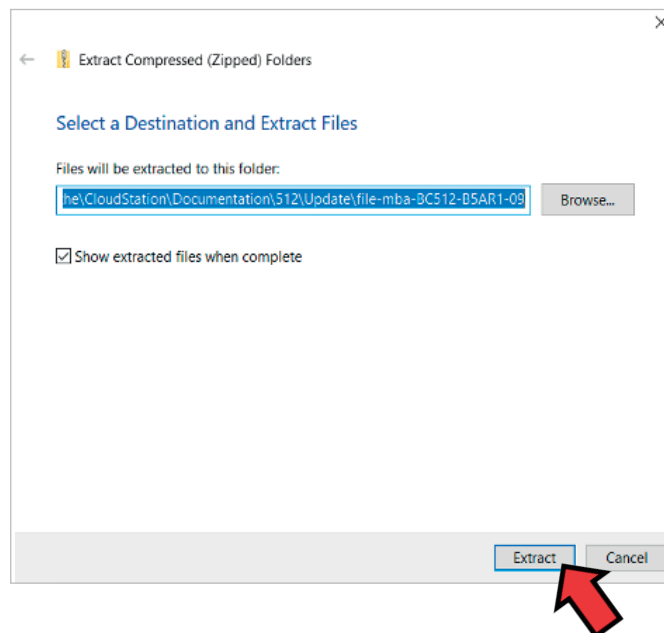 Extract Compressed (Zipped) Folders
Select a Destination and Extract Files
Files will be extracted to this folder:
he\CloudStation\Documentation\512\Update\file-mba-BC512-B5AR1-09
Browse...
Show extracted files when complete
Extract
Cancel